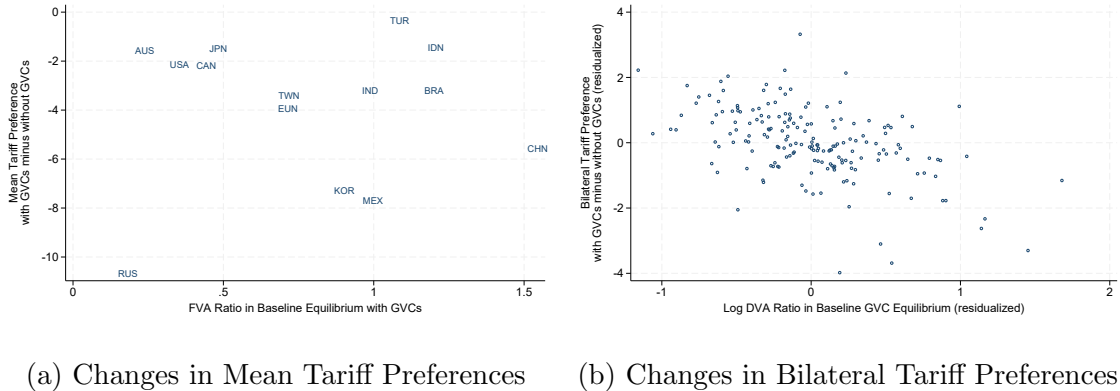 Mean Tariff Preference
with GVCs minus without GVCs
0
-2
-4
-6
-8
-10
TUR
AUS
JPN
IDN
USA
CAN
TWN
IND
BRA
EUN
CHN
KOR
MEX
RUS
0
.5
1
1.5
FVA Ratio in Baseline Equilibrium with GVCs
(a) Changes in Mean Tariff Preferences
Bilateral Tariff Preference
with GVCs minus without GVCs (residualized)
4
2
0
-2
-4
-1
0
1
2
Log DVA Ratio in Baseline GVC Equilibrium (residualized)
(b) Changes in Bilateral Tariff Preferences